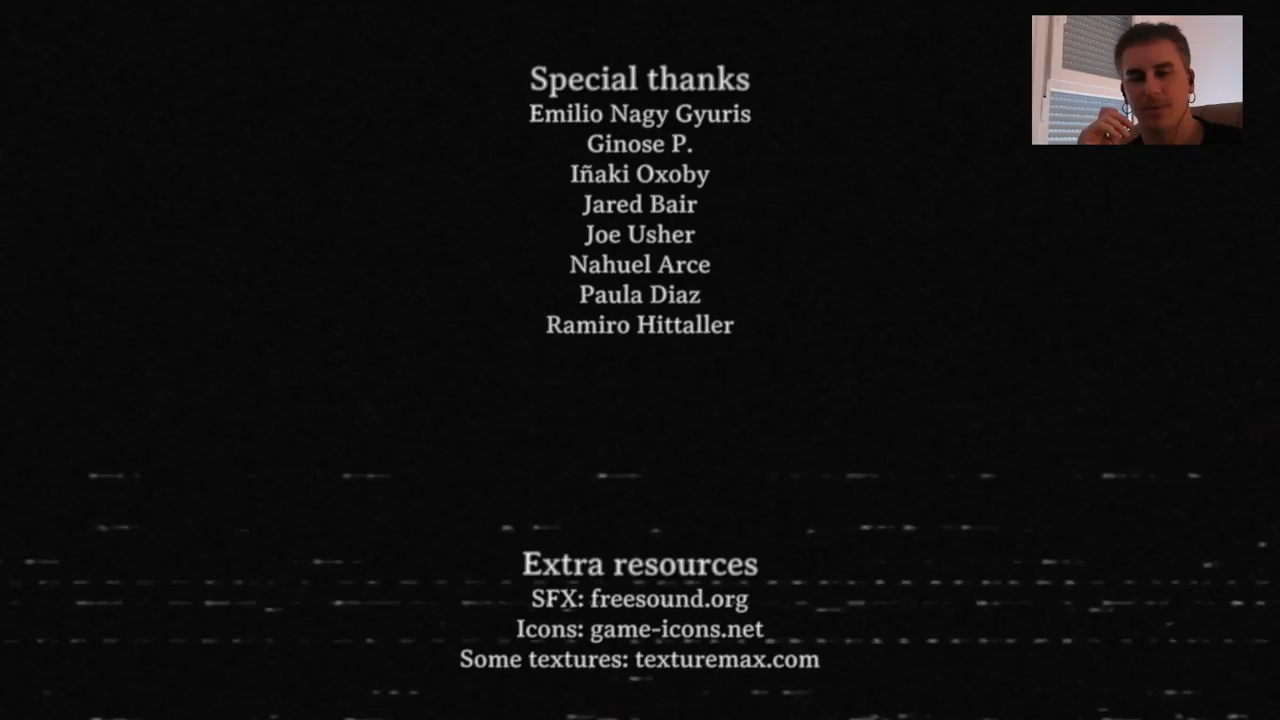 Special thanks
Emilio Nagy Gyuris
Ginose P.
Iñaki Oxoby
Jared Bair
Joe Usher
Nahuel Arce
Paula Diaz
Ramiro Hittaller
Extra resources
SFX: freesound.org
Icons: game-icons.net
Some textures: texturemax.com